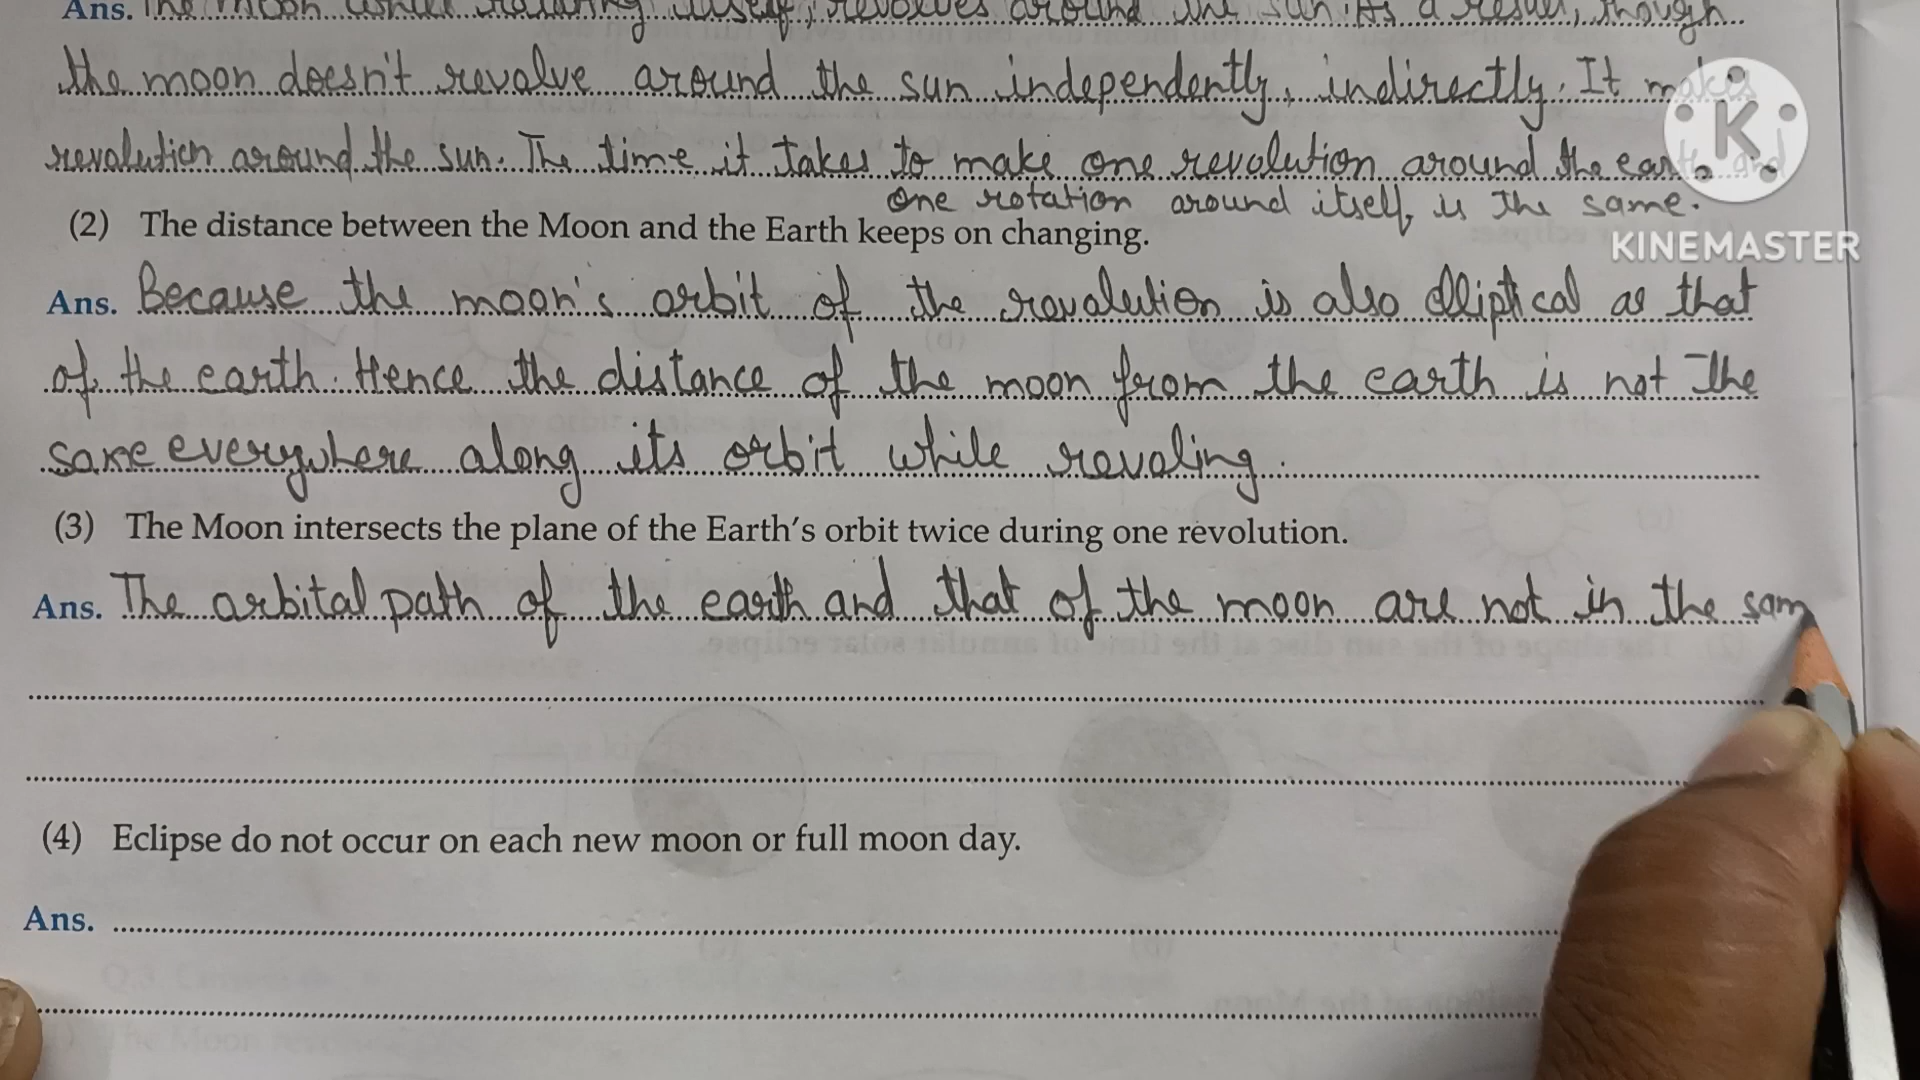 Ans. The moon while rotating itself, revolves around the sun. As a result, though
the moon doesn't revolve around the sun independently, indirectly. It makes
revolution around the sun. The time it takes to make one revolution around the earth and
one rotation around itself, is the same.
(2) The distance between the Moon and the Earth keeps on changing.
Ans. Because the moon's orbit of the revolution is also elliptical as that
of the earth. Hence the distance of the moon from the earth is not the
same everywhere along its orbit while revoling.
(3) The Moon intersects the plane of the Earth's orbit twice during one revolution.
Ans. The orbital path of the earth and that of the moon are not in the sam
(4) Eclipse do not occur on each new moon or full moon day.
Ans.
K
KINEMASTER